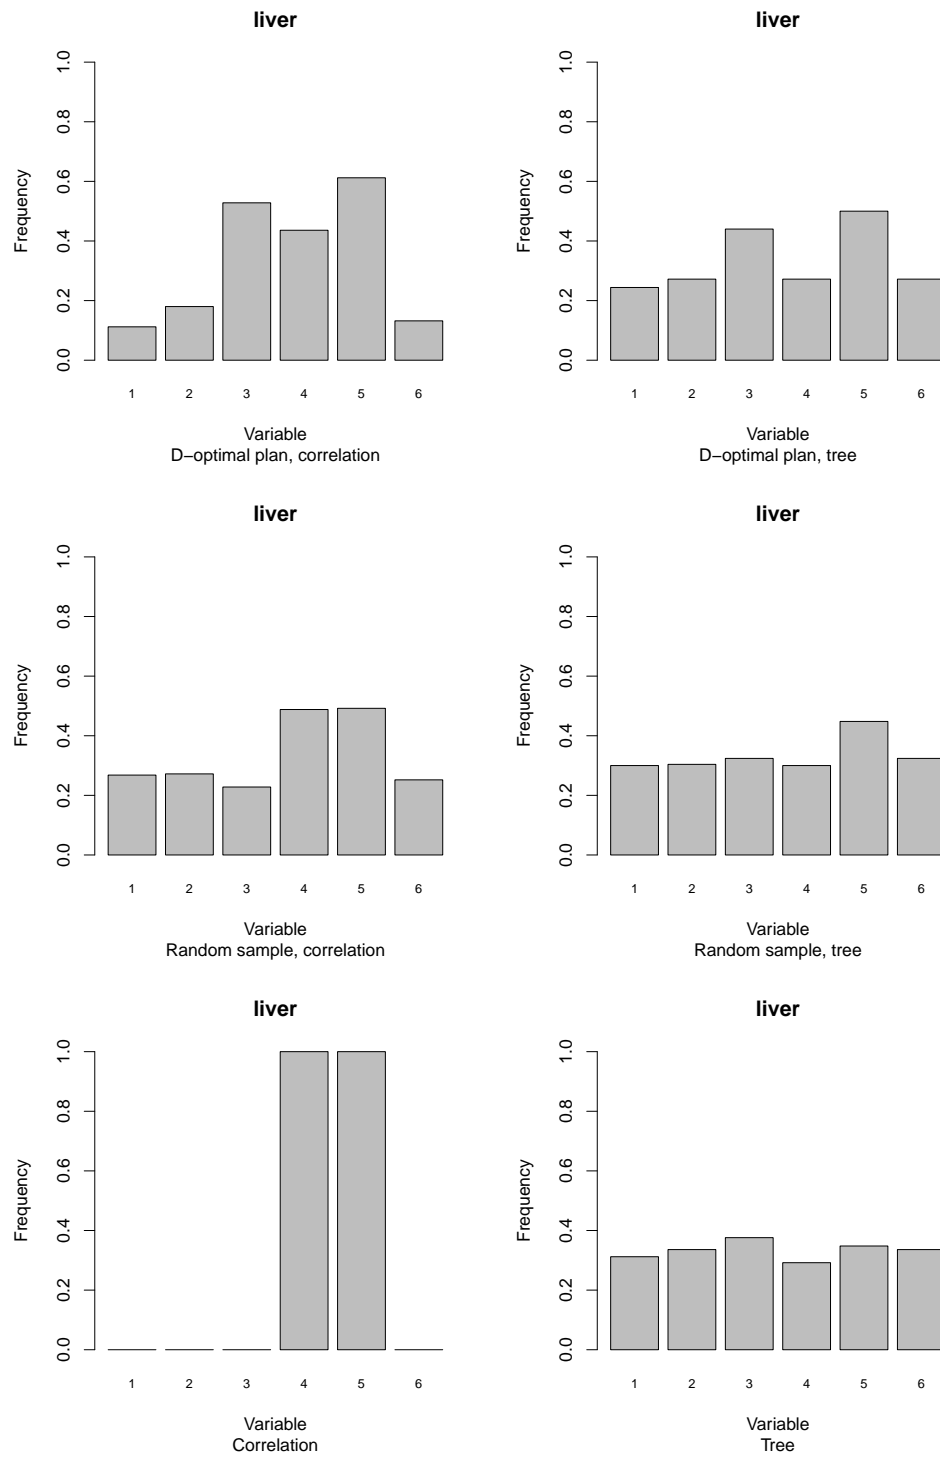 liver
Frequency
0.0 0.2 0.4 0.6 0.8 1.0
1 2 3 4 5 6
Variable
D−optimal plan, correlation
liver
Frequency
0.0 0.2 0.4 0.6 0.8 1.0
1 2 3 4 5 6
Variable
D−optimal plan, tree
liver
Frequency
0.0 0.2 0.4 0.6 0.8 1.0
1 2 3 4 5 6
Variable
Random sample, correlation
liver
Frequency
0.0 0.2 0.4 0.6 0.8 1.0
1 2 3 4 5 6
Variable
Random sample, tree
liver
Frequency
0.0 0.2 0.4 0.6 0.8 1.0
1 2 3 4 5 6
Variable
Correlation
liver
Frequency
0.0 0.2 0.4 0.6 0.8 1.0
1 2 3 4 5 6
Variable
Tree